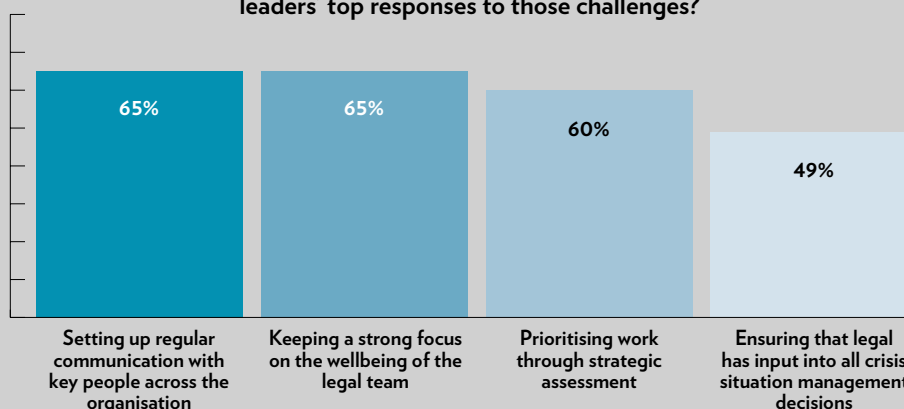 leaders' top responses to those challenges?
65%
65%
60%
49%
Setting up regular
communication with
key people across the
organisation
Keeping a strong focus
on the wellbeing of the
legal team
Prioritising work
through strategic
assessment
Ensuring that legal
has input into all crisis
situation management
decisions